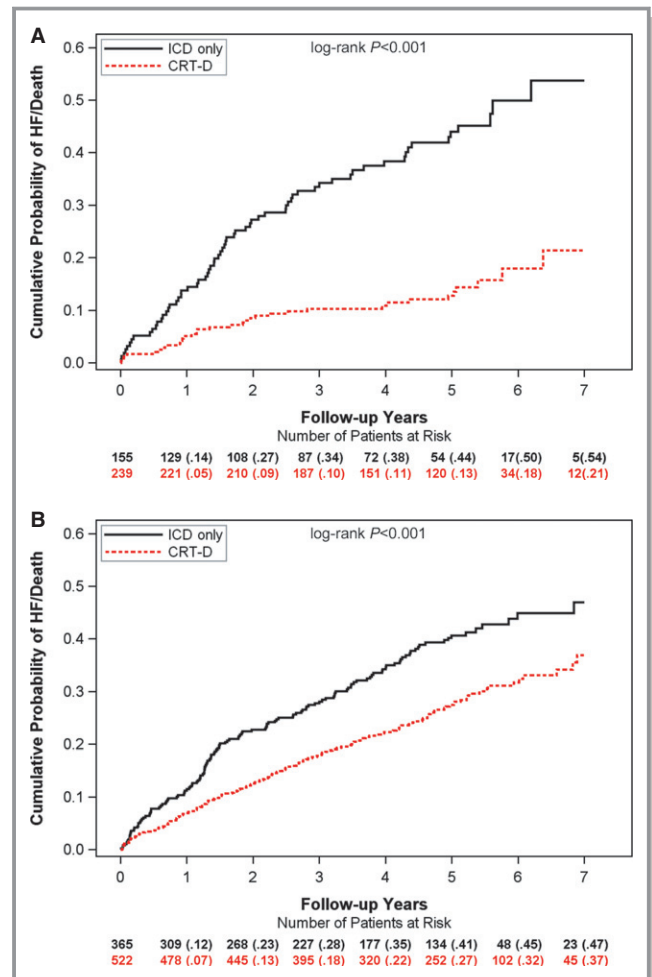 A
0.6
ICD only
log-rank P<0.001
CRT-D
0.5
0.4
0.3
0.2
0.1
0.0
Cumulative Probability of HF/Death
0 1 2 3 4 5 6 7
Follow-up Years
Number of Patients at Risk
155 129 (.14) 108 (.27) 87 (.34) 72 (.38) 54 (.44) 17(.50) 5(.54)
239 221 (.05) 210 (.09) 187 (.10) 151 (.11) 120 (.13) 34(.18) 12(.21)
B
0.6
ICD only
log-rank P<0.001
CRT-D
0.5
0.4
0.3
0.2
0.1
0.0
Cumulative Probability of HF/Death
0 1 2 3 4 5 6 7
Follow-up Years
Number of Patients at Risk
365 309 (.12) 268 (.23) 227 (.28) 177 (.35) 134 (.41) 48 (.45) 23 (.47)
522 478 (.07) 445 (.13) 395 (.18) 320 (.22) 252 (.27) 102 (.32) 45 (.37)